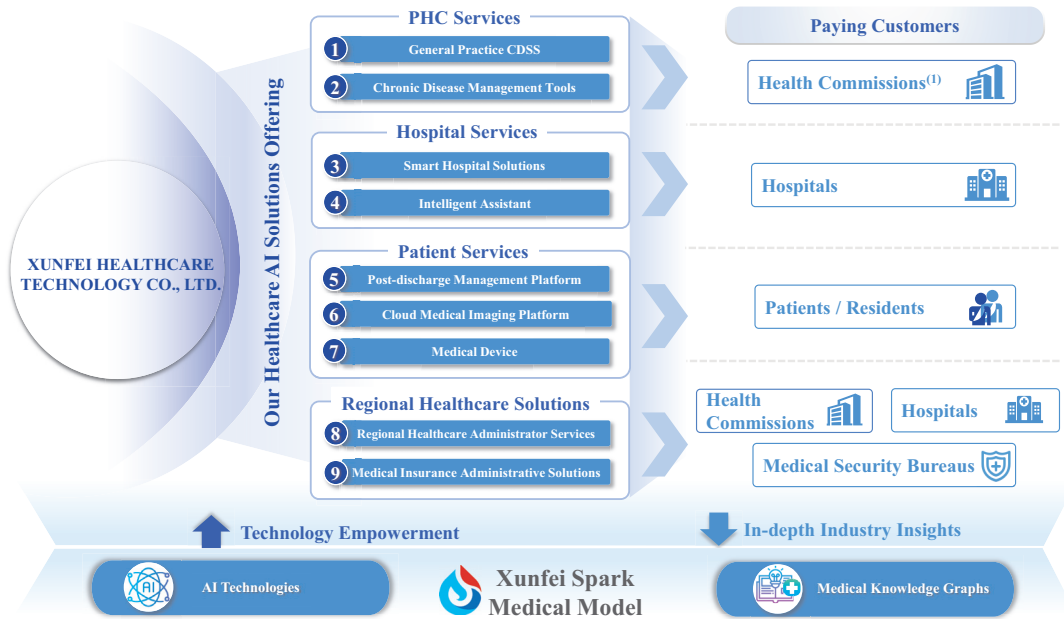 XUNFEI HEALTHCARE
TECHNOLOGY CO., LTD.
Our Healthcare AI Solutions Offering
PHC Services
1 General Practice CDSS
2 Chronic Disease Management Tools
Hospital Services
3 Smart Hospital Solutions
4 Intelligent Assistant
Patient Services
5 Post-discharge Management Platform
6 Cloud Medical Imaging Platform
7 Medical Device
Regional Healthcare Solutions
8 Regional Healthcare Administrator Services
9 Medical Insurance Administrative Solutions
Paying Customers
Health Commissions(1)
Hospitals
Patients / Residents
Health
Commissions
Hospitals
Medical Security Bureaus
Technology Empowerment
In-depth Industry Insights
AI
AI Technologies
Xunfei Spark
Medical Model
Medical Knowledge Graphs